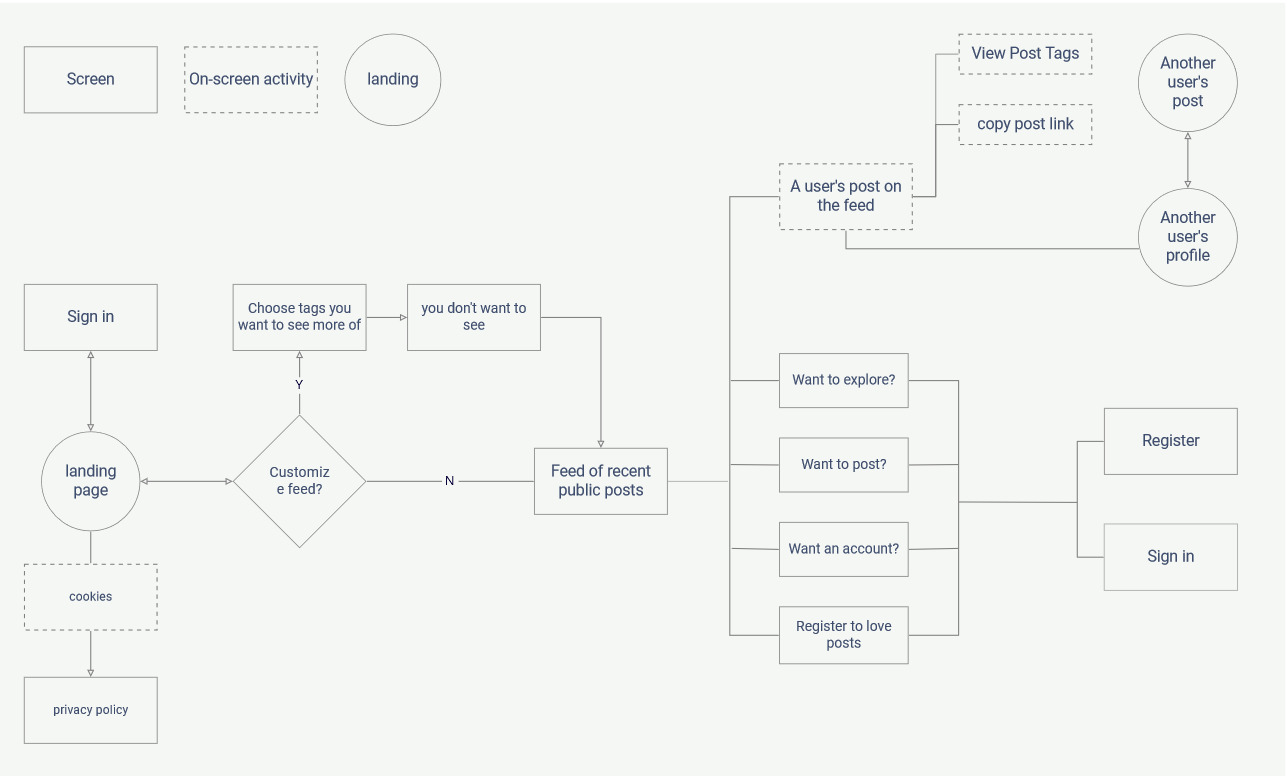 Screen
On-screen activity
landing
View Post Tags
copy post link
Another
user's
post
A user's post on
the feed
Another
user's
profile
Sign in
Choose tags you
want to see more of
you don't want to
see
Y
landing
page
Customiz
e feed?
N
Feed of recent
public posts
Want to explore?
Want to post?
Want an account?
Register to love
posts
Register
Sign in
cookies
privacy policy